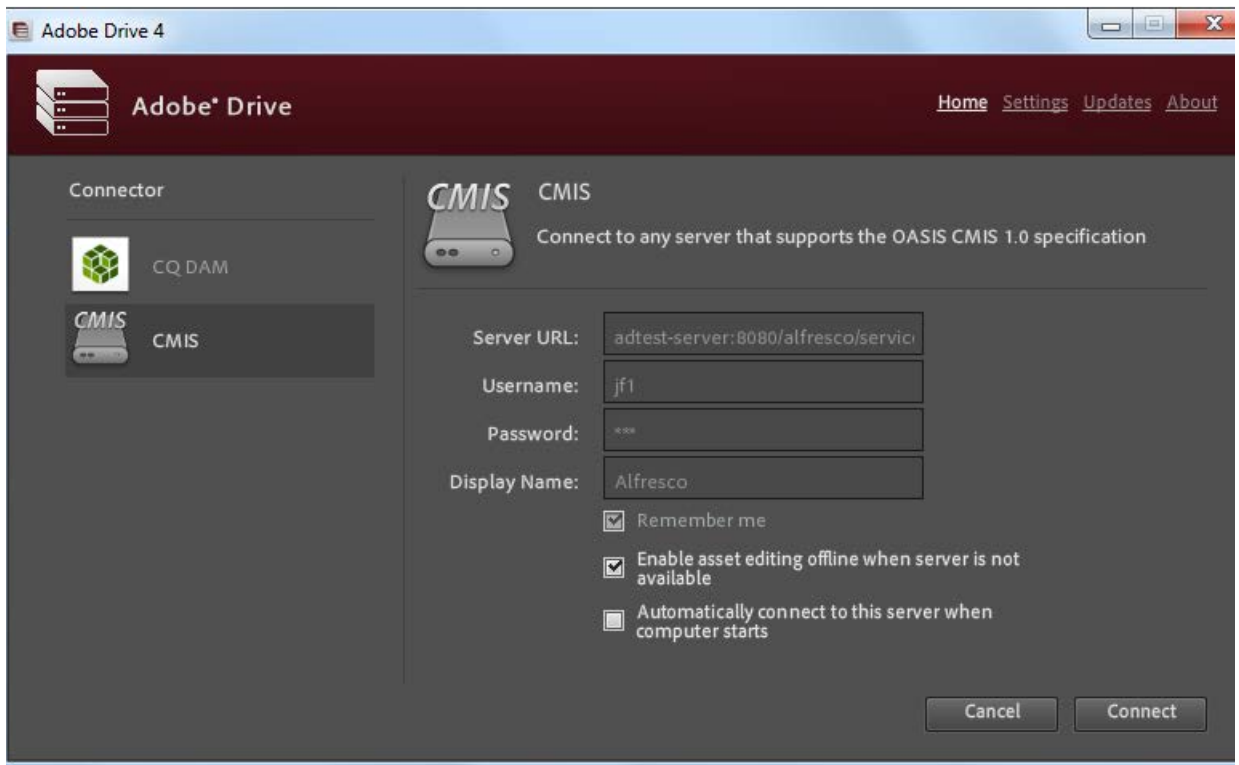 Adobe Drive 4
Adobe® Drive
Home Settings Updates About
Connector
CQ DAM
CMIS
CMIS
CMIS
CMIS
Connect to any server that supports the OASIS CMIS 1.0 specification
Server URL: adtest-server:8080/alfresco/servic
Username: jf1
Password: ***
Display Name: Alfresco
Remember me
Enable asset editing offline when server is not
available
Automatically connect to this server when
computer starts
Cancel Connect